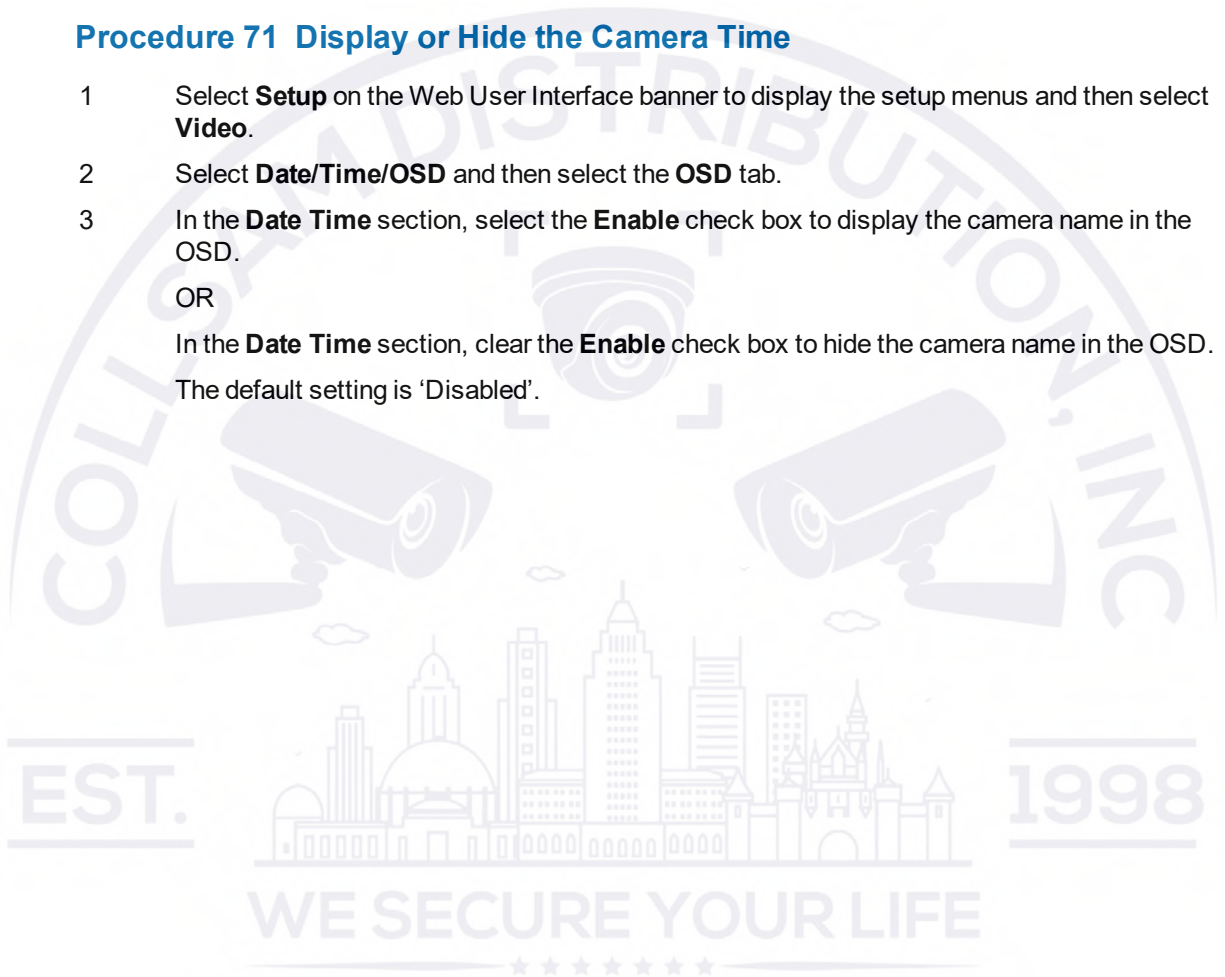 Procedure 71 Display or Hide the Camera Time
1 Select Setup on the Web User Interface banner to display the setup menus and then select
Video.
2 Select Date/Time/OSD and then select the OSD tab.
3 In the Date Time section, select the Enable check box to display the camera name in the
OSD.
OR
In the Date Time section, clear the Enable check box to hide the camera name in the OSD.
The default setting is ‘Disabled’.
COLLSAM DISTRIBUTION, INC
EST.
1998
WE SECURE YOUR LIFE